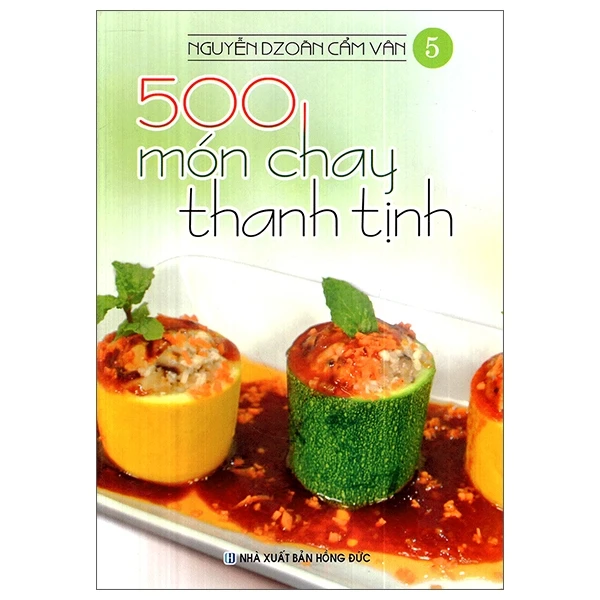 NGUYỄN DZOÃN CẨM VÂN 5
500
món chay
thanh tịnh
NHÀ XUẤT BẢN HỒNG ĐỨC